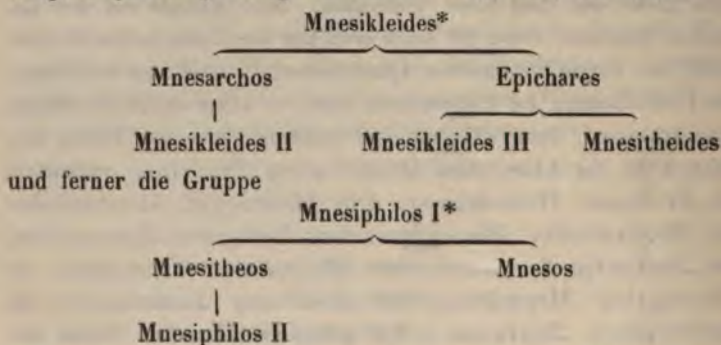 Mnesikleides*
Mnesarchos Epichares
Mnesikleides II Mnesikleides III Mnesitheides
und ferner die Gruppe
Mnesiphilos I*
Mnesitheos Mnesos
Mnesiphilos II